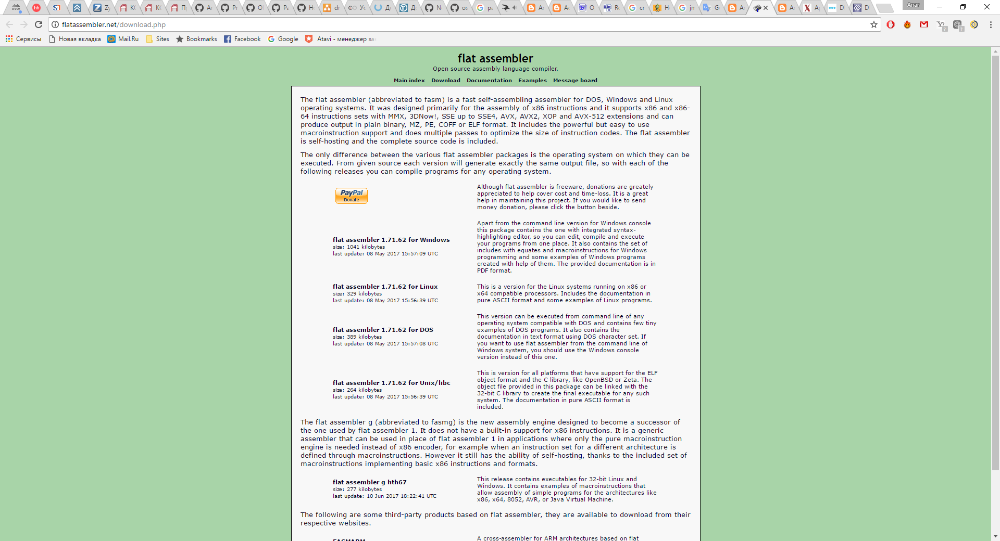 Anar
flatassembler.net/download.php
Сервисы Новая вкладка Mail.Ru Sites Bookmarks Facebook Google Atavi - менеджер за
flat assembler
Open source assembly language compiler.
Main index Download Documentation Examples Message board
The flat assembler (abbreviated to fasm) is a fast self-assembling assembler for DOS, Windows and Linux
operating systems. It was designed primarily for the assembly of x86 instructions and it supports x86 and x86-
64 instructions sets with MMX, 3DNow!, SSE up to SSE4, AVX, AVX2, XOP and AVX-512 extensions and can
produce output in plain binary, MZ, PE, COFF or ELF format. It includes the powerful but easy to use
macroinstruction support and does multiple passes to optimize the size of instruction codes. The flat assembler
is self-hosting and the complete source code is included.
The only difference between the various flat assembler packages is the operating system on which they can be
executed. From given source each version will generate exactly the same output file, so with each of the
following releases you can compile programs for any operating system.
PayPal
Donate
Although flat assembler is freeware, donations are greately
appreciated to help cover cost and time-loss. It is a great
help in maintaining this project. If you would like to send
money donation, please click the button beside.
flat assembler 1.71.62 for Windows
size: 1041 kilobytes
last update: 08 May 2017 15:57:09 UTC
Apart from the command line version for Windows console
this package contains the one with integrated syntax-
highlighting editor, so you can edit, compile and execute
your programs from one place. It also contains the set of
includes with equates and macroinstructions for Windows
programming and some examples of Windows programs
created with help of them. The provided documentation is in
PDF format.
flat assembler 1.71.62 for Linux
size: 329 kilobytes
last update: 08 May 2017 15:56:39 UTC
This is a version for the Linux systems running on x86 or
x64 compatible processors. Includes the documentation in
pure ASCII format and some examples of Linux programs.
flat assembler 1.71.62 for DOS
size: 389 kilobytes
last update: 08 May 2017 15:57:08 UTC
This version can be executed from command line of any
operating system compatible with DOS and contains few tiny
examples of DOS programs. It also contains the
documentation in text format using DOS character set. If
you want to use flat assembler from the command line of
Windows system, you should use the Windows console
version instead of this one.
flat assembler 1.71.62 for Unix/libc
size: 264 kilobytes
last update: 08 May 2017 15:56:39 UTC
This is version for all platforms that have support for the ELF
object format and the C library, like OpenBSD or Zeta. The
object file provided in this package can be linked with the
32-bit C library to create the final executable for any such
system. The documentation in pure ASCII format is
included.
The flat assembler g (abbreviated to fasmg) is the new assembly engine designed to become a successor of
the one used by flat assembler 1. It does not have a built-in support for x86 instructions. It is a generic
assembler that can be used in place of flat assembler 1 in applications where only the pure macroinstruction
engine is needed instead of x86 encoder, for example when an instruction set for a different architecture is
defined through macroinstructions. However it still has the ability of self-hosting, thanks to the included set of
macroinstructions implementing basic x86 instructions and formats.
flat assembler g hth67
size: 277 kilobytes
last update: 10 Jun 2017 18:22:41 UTC
This release contains executables for 32-bit Linux and
Windows. It contains examples of macroinstructions that
allow assembly of simple programs for the architectures like
x86, x64, 8052, AVR, or Java Virtual Machine.
The following are some third-party products based on flat assembler, they are available to download from their
respective websites.
FASMARM
A cross-assembler for ARM architectures based on flat